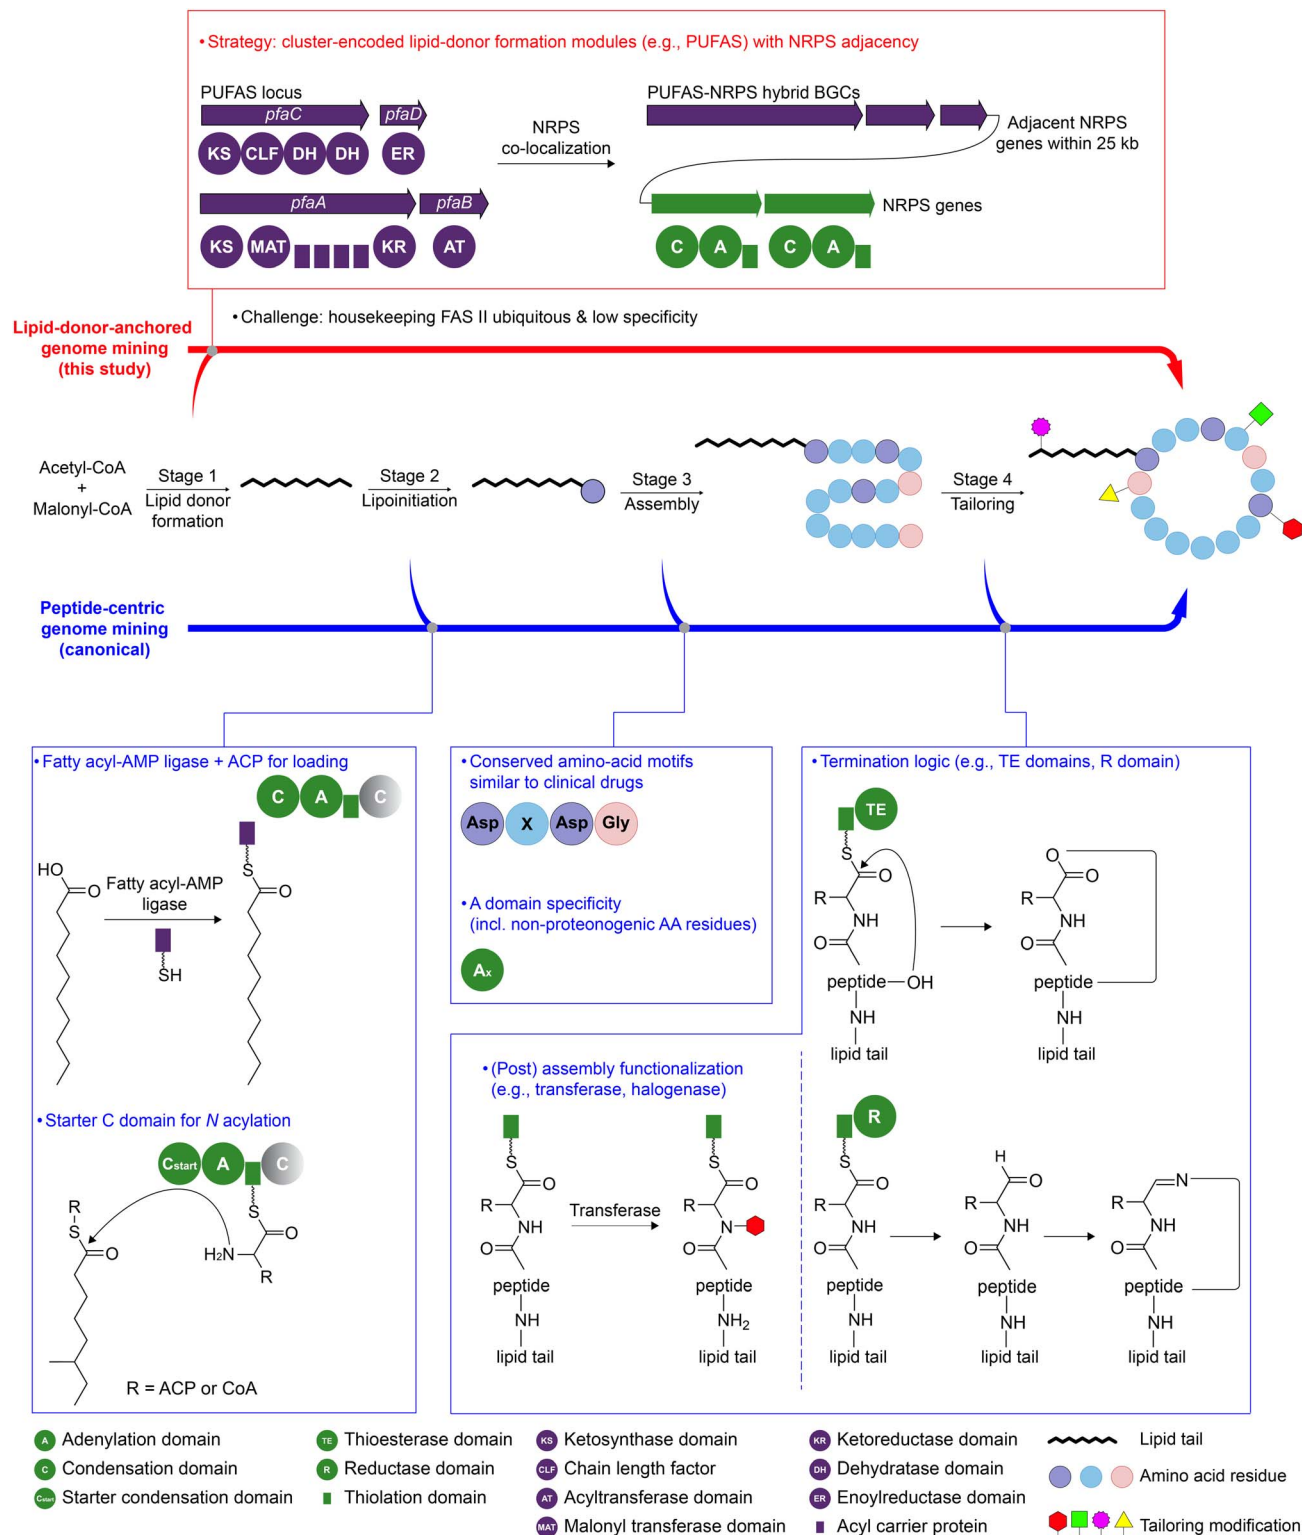 • Strategy: cluster-encoded lipid-donor formation modules (e.g., PUFAS) with NRPS adjacency
PUFAS locus
pfaC
pfaD
KS
CLF
DH
DH
ER
pfaA
pfaB
KS
MAT
KR
AT
NRPS
co-localization
PUFAS-NRPS hybrid BGCs
Adjacent NRPS
genes within 25 kb
NRPS genes
C
A
C
A
• Challenge: housekeeping FAS II ubiquitous & low specificity
Lipid-donor-anchored
genome mining
(this study)
Acetyl-CoA
+
Malonyl-CoA
Stage 1
Lipid donor
formation
Stage 2
Lipoinitiation
Stage 3
Assembly
Stage 4
Tailoring
Peptide-centric
genome mining
(canonical)
• Fatty acyl-AMP ligase + ACP for loading
C
A
C
HO
O
Fatty acyl-AMP
ligase
SH
S
O
• Starter C domain for N acylation
Cstart
A
C
R
S
O
S
O
H2N
R
R = ACP or CoA
• Conserved amino-acid motifs
similar to clinical drugs
Asp
X
Asp
Gly
• A domain specificity
(incl. non-proteonogenic AA residues)
Ax
• Termination logic (e.g., TE domains, R domain)
TE
S
O
R
NH
O
peptide
OH
NH
lipid tail
O
O
R
NH
O
peptide
NH
lipid tail
• (Post) assembly functionalization
(e.g., transferase, halogenase)
S
O
R
NH
O
peptide
NH
lipid tail
Transferase
S
O
R
N
O
peptide
NH2
lipid tail
R
S
O
R
NH
O
peptide
NH
lipid tail
H
O
R
NH
O
peptide
NH
lipid tail
N
R
NH
O
peptide
NH
lipid tail
A Adenylation domain
C Condensation domain
Cstart Starter condensation domain
TE Thioesterase domain
R Reductase domain
Thiolation domain
KS Ketosynthase domain
CLF Chain length factor
AT Acyltransferase domain
MAT Malonyl transferase domain
KR Ketoreductase domain
DH Dehydratase domain
ER Enoylreductase domain
Acyl carrier protein
Lipid tail
Amino acid residue
Tailoring modification